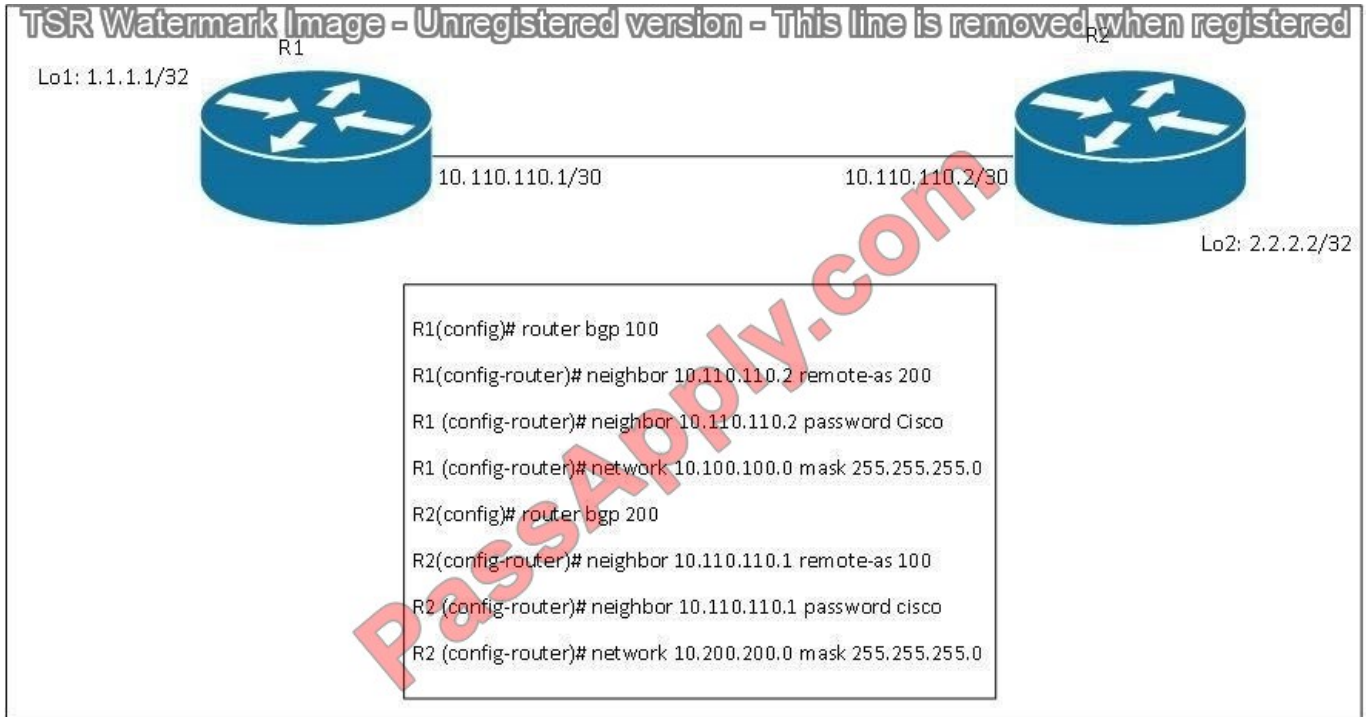 TSR Watermark Image - Unregistered version - This line is removed when registered
R1
R2
Lo1: 1.1.1.1/32
10.110.110.1/30
10.110.110.2/30
Lo2: 2.2.2.2/32
R1(config)# router bgp 100
R1(config-router)# neighbor 10.110.110.2 remote-as 200
R1 (config-router)# neighbor 10.110.110.2 password Cisco
R1 (config-router)# network 10.100.100.0 mask 255.255.255.0
R2(config)# router bgp 200
R2(config-router)# neighbor 10.110.110.1 remote-as 100
R2 (config-router)# neighbor 10.110.110.1 password cisco
R2 (config-router)# network 10.200.200.0 mask 255.255.255.0
PassApply.com